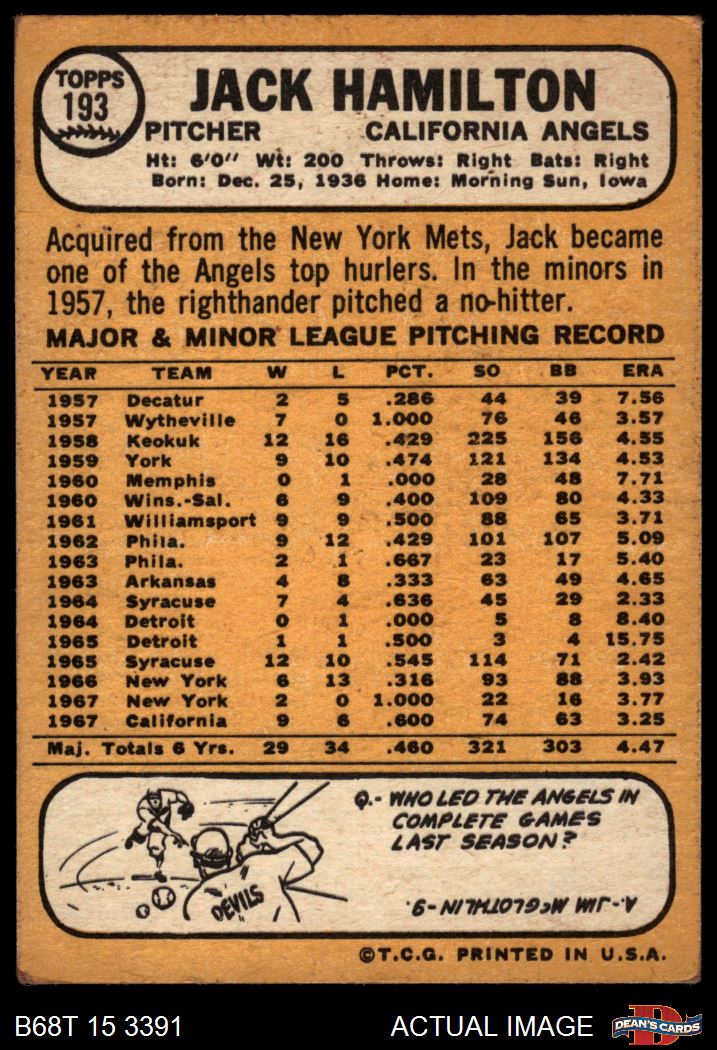 TOPPS
193
JACK HAMILTON
PITCHER CALIFORNIA ANGELS
Ht: 6'0" Wt: 200 Throws: Right Bats: Right
Born: Dec. 25, 1936 Home: Morning Sun, Iowa
Acquired from the New York Mets, Jack became
one of the Angels top hurlers. In the minors in
1957, the righthander pitched a no-hitter.
MAJOR & MINOR LEAGUE PITCHING RECORD
YEAR TEAM W L PCT. SO BB ERA
1957 Decatur 2 5 .286 44 39 7.56
1957 Wytheville 7 0 1.000 76 46 3.57
1958 Keokuk 12 16 .429 225 156 4.55
1959 York 9 10 .474 121 134 4.53
1960 Memphis 0 1 .000 28 48 7.71
1960 Wins.-Sal. 6 9 .400 109 80 4.33
1961 Williamsport 9 9 .500 88 65 3.71
1962 Phila. 9 12 .429 101 107 5.09
1963 Phila. 2 1 .667 23 17 5.40
1963 Arkansas 4 8 .333 63 49 4.65
1964 Syracuse 7 4 .636 45 29 2.33
1964 Detroit 0 1 .000 5 8 8.40
1965 Detroit 1 1 .500 3 4 15.75
1965 Syracuse 12 10 .545 114 71 2.42
1966 New York 6 13 .316 93 88 3.93
1967 New York 2 0 1.000 22 16 3.77
1967 California 9 6 .600 74 63 3.25
Maj. Totals 6 Yrs. 29 34 .460 321 303 4.47
Q.- WHO LED THE ANGELS IN
COMPLETE GAMES
LAST SEASON?
A.- JIM McGLOTHLIN - 9.
DEVILS
©T.C.G. PRINTED IN U.S.A.
B68T 15 3391 ACTUAL IMAGE D DEAN'S CARDS